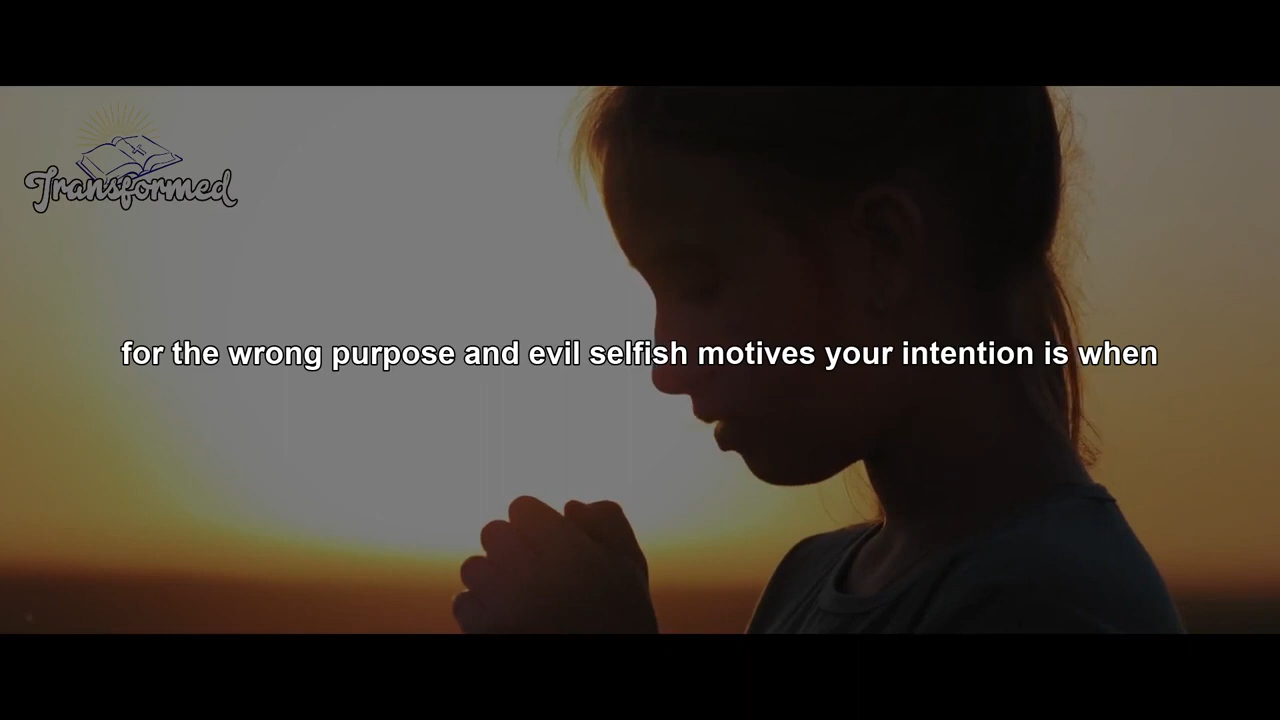 Transformed
for the wrong purpose and evil selfish motives your intention is when